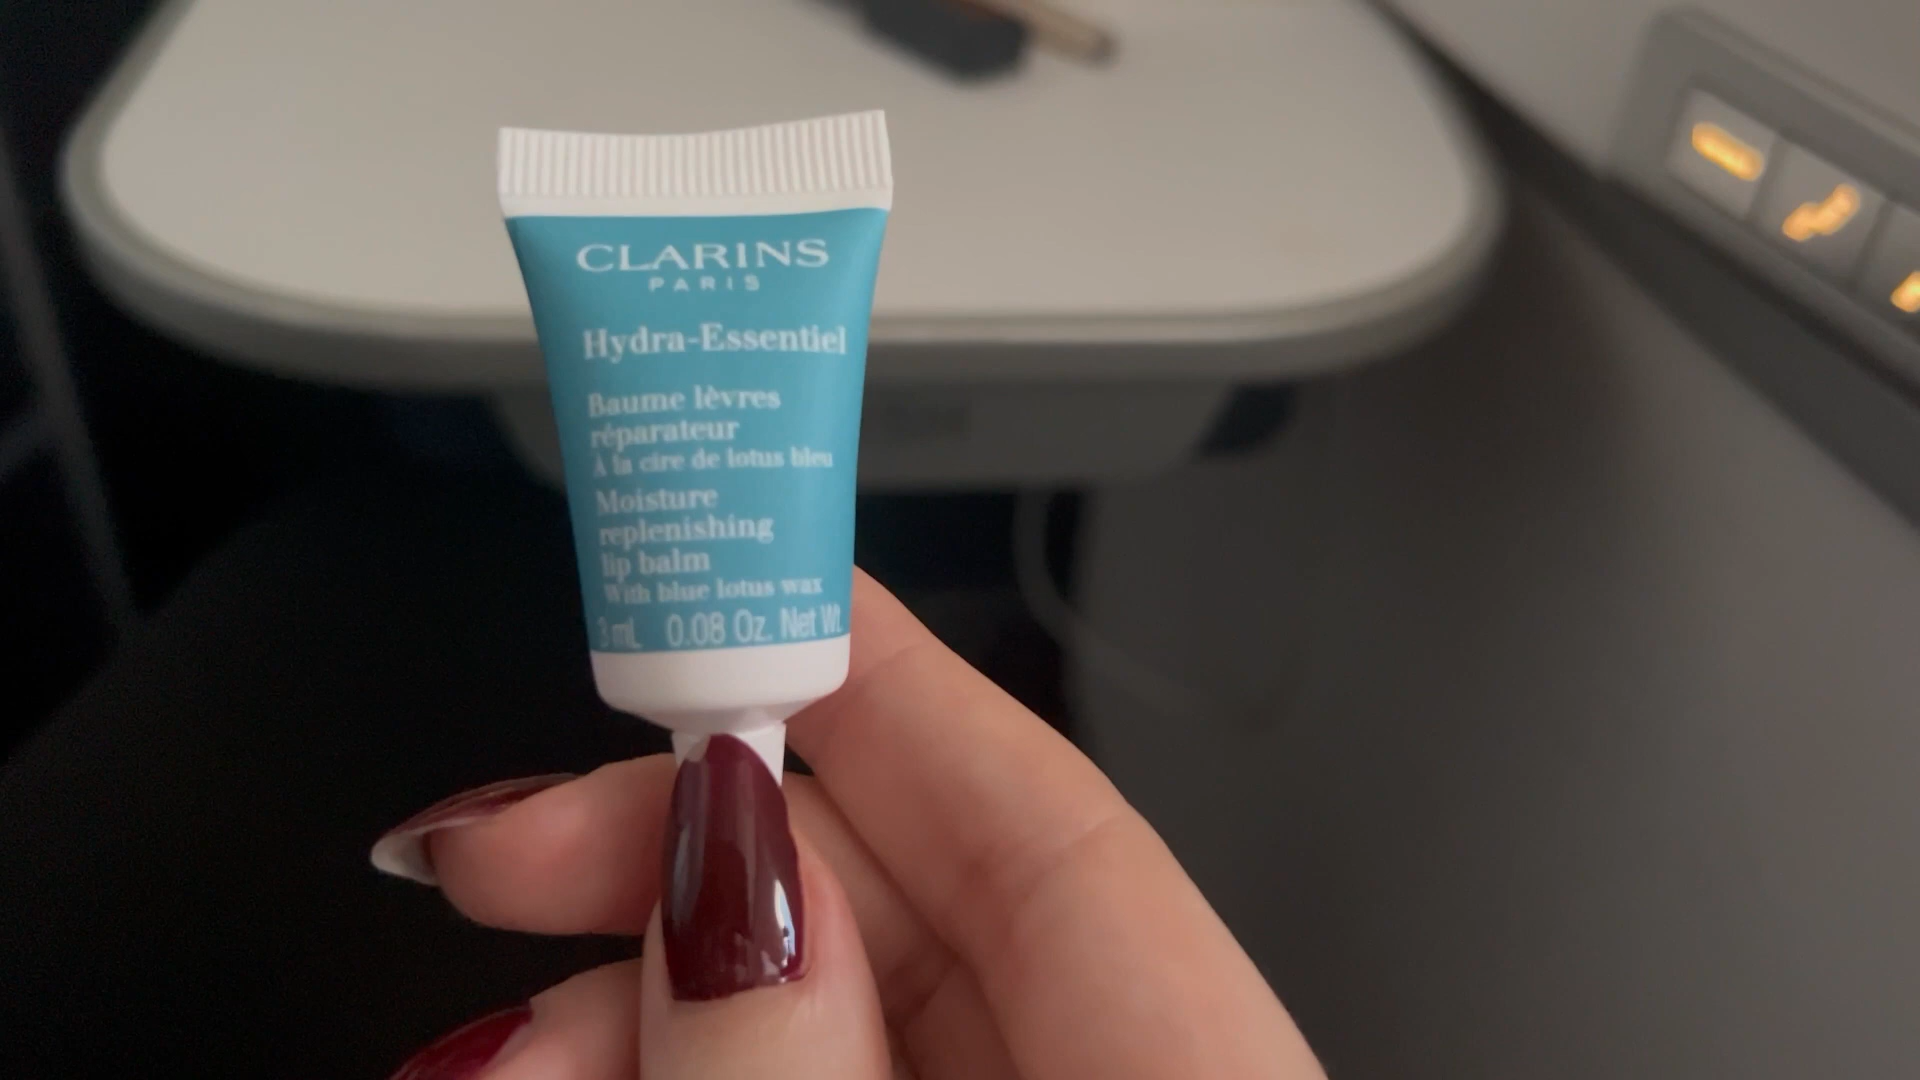 CLARINS
PARIS
Hydra-Essentiel
Baume lèvres
réparateur
À la cire de lotus bleu
Moisture
replenishing
lip balm
With blue lotus wax
3 mL 0.08 Oz. Net Wt.